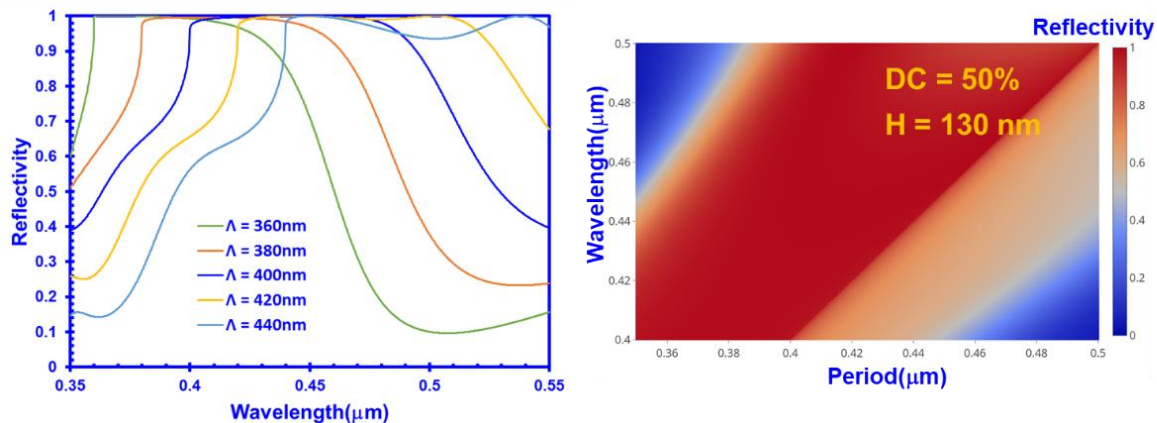 1
0.9
0.8
0.7
0.6
0.5
0.4
0.3
0.2
0.1
0
Reflectivity
Λ = 360nm
Λ = 380nm
Λ = 400nm
Λ = 420nm
Λ = 440nm
0.35 0.4 0.45 0.5 0.55
Wavelength(μm)
Reflectivity
0.5
0.48
0.46
0.44
0.42
0.4
Wavelength(μm)
DC = 50%
H = 130 nm
1
0.8
0.6
0.4
0.2
0
0.36 0.38 0.4 0.42 0.44 0.46 0.48 0.5
Period(μm)